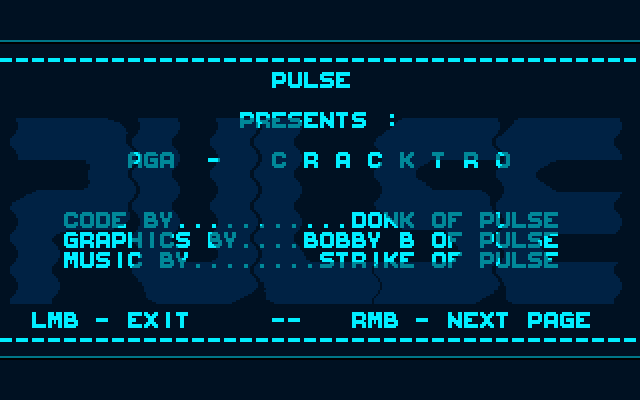 PULSE
PRESENTS :
AGA - C R A C K T R O
CODE BY...........DONK OF PULSE
GRAPHICS BY....BOBBY B OF PULSE
MUSIC BY........STRIKE OF PULSE
LMB - EXIT -- RMB - NEXT PAGE
PULSE